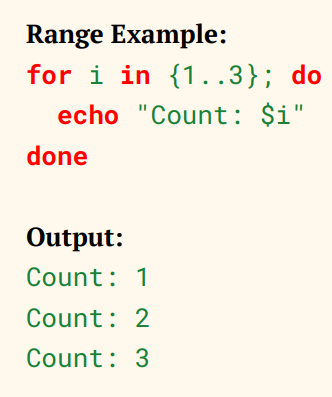 Range Example:
for i in {1..3}; do
  echo "Count: $i"
done

Output:
Count: 1
Count: 2
Count: 3